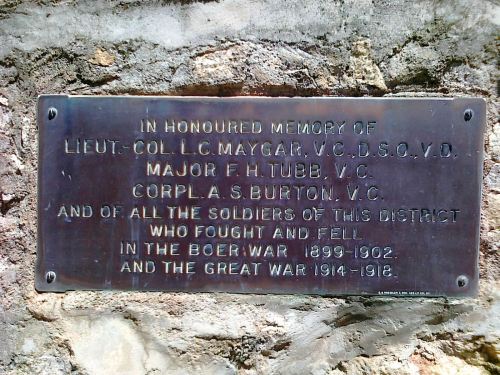 IN HONOURED MEMORY OF
LIEUT.-COL. L.C. MAYGAR, V.C., D.S.O., V.D.
MAJOR F.H. TUBB, V.C.
CORPL. A.S. BURTON, V.C.
AND OF ALL THE SOLDIERS OF THIS DISTRICT
WHO FOUGHT AND FELL
IN THE BOER WAR 1899-1902.
AND THE GREAT WAR 1914-1918.